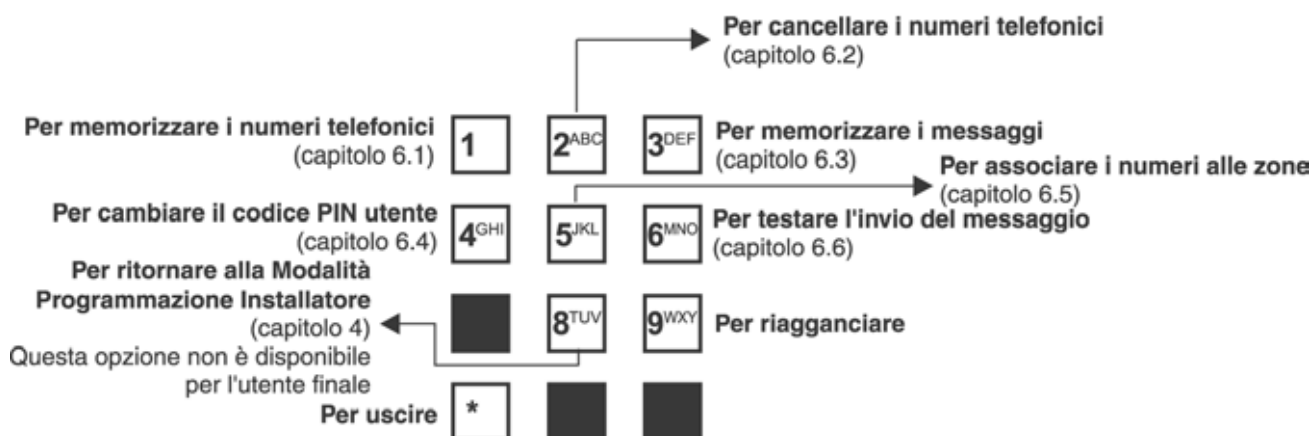 Per cancellare i numeri telefonici
(capitolo 6.2)
Per memorizzare i numeri telefonici
(capitolo 6.1)
1
2ABC
3DEF
Per memorizzare i messaggi
(capitolo 6.3)
Per associare i numeri alle zone
(capitolo 6.5)
Per cambiare il codice PIN utente
(capitolo 6.4)
4GHI
5JKL
6MNO
Per testare l'invio del messaggio
(capitolo 6.6)
Per ritornare alla Modalità
Programmazione Installatore
(capitolo 4)
Questa opzione non è disponibile
per l'utente finale
8TUV
9WXY
Per riagganciare
Per uscire
*